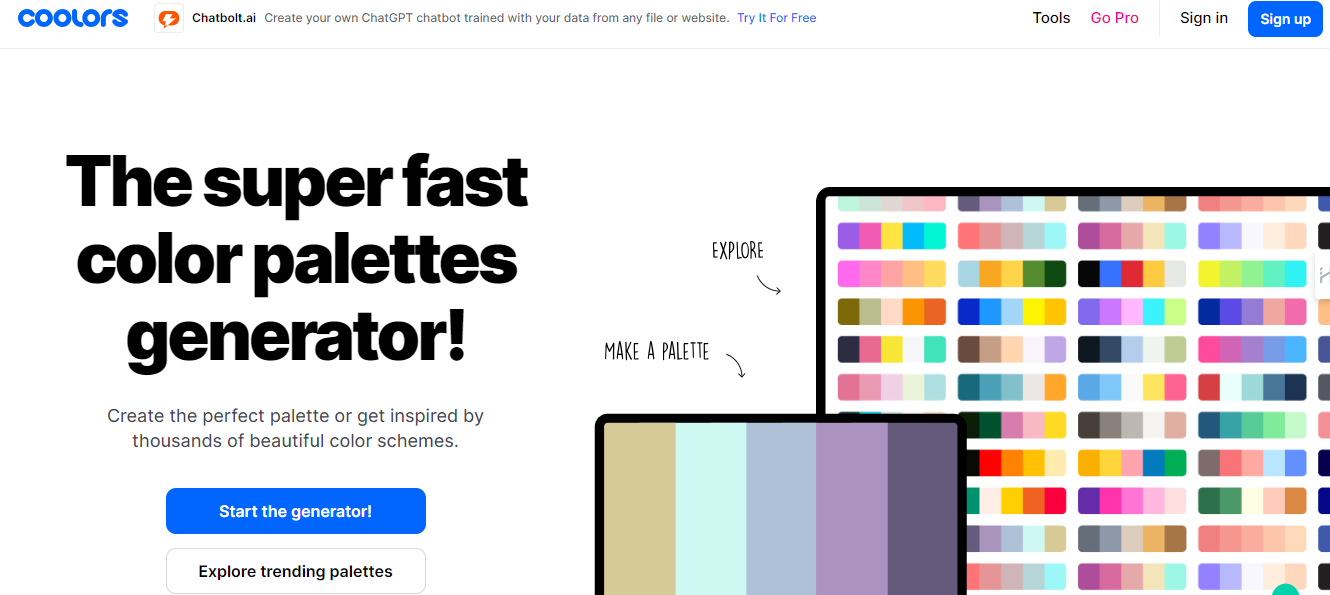 coolors
Chatbolt.ai Create your own ChatGPT chatbot trained with your data from any file or website. Try It For Free
Tools Go Pro Sign in Sign up
The super fast
color palettes
generator!
Create the perfect palette or get inspired by
thousands of beautiful color schemes.
Start the generator!
Explore trending palettes
EXPLORE
MAKE A PALETTE